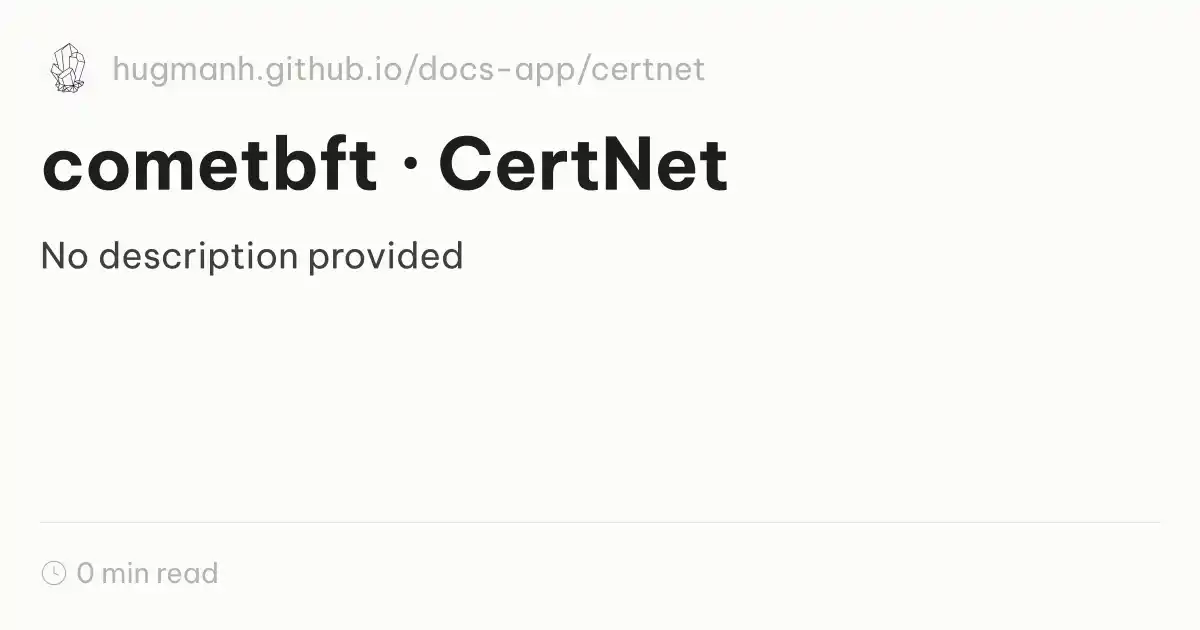 hugmanh.github.io/docs-app/certnet
cometbft · CertNet
No description provided
0 min read